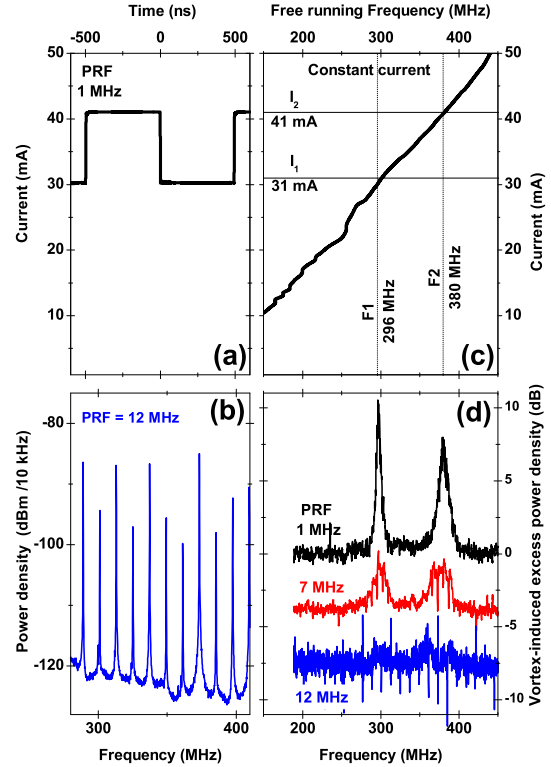 Time (ns)
-500 0 500
Free running Frequency (MHz)
200 300 400
PRF
1 MHz
Current (mA)
50
40
30
20
10
(a)
Constant current
I2
41 mA
I1
31 mA
F1
296 MHz
F2
380 MHz
(c)
50
40
30
20
10
Current (mA)
(b)
PRF = 12 MHz
Power density (dBm /10 kHz)
-80
-100
-120
300 400
Frequency (MHz)
(d)
PRF
1 MHz
7 MHz
12 MHz
10
5
0
-5
-10
Vortex-induced excess power density (dB)
200 300 400
Frequency (MHz)